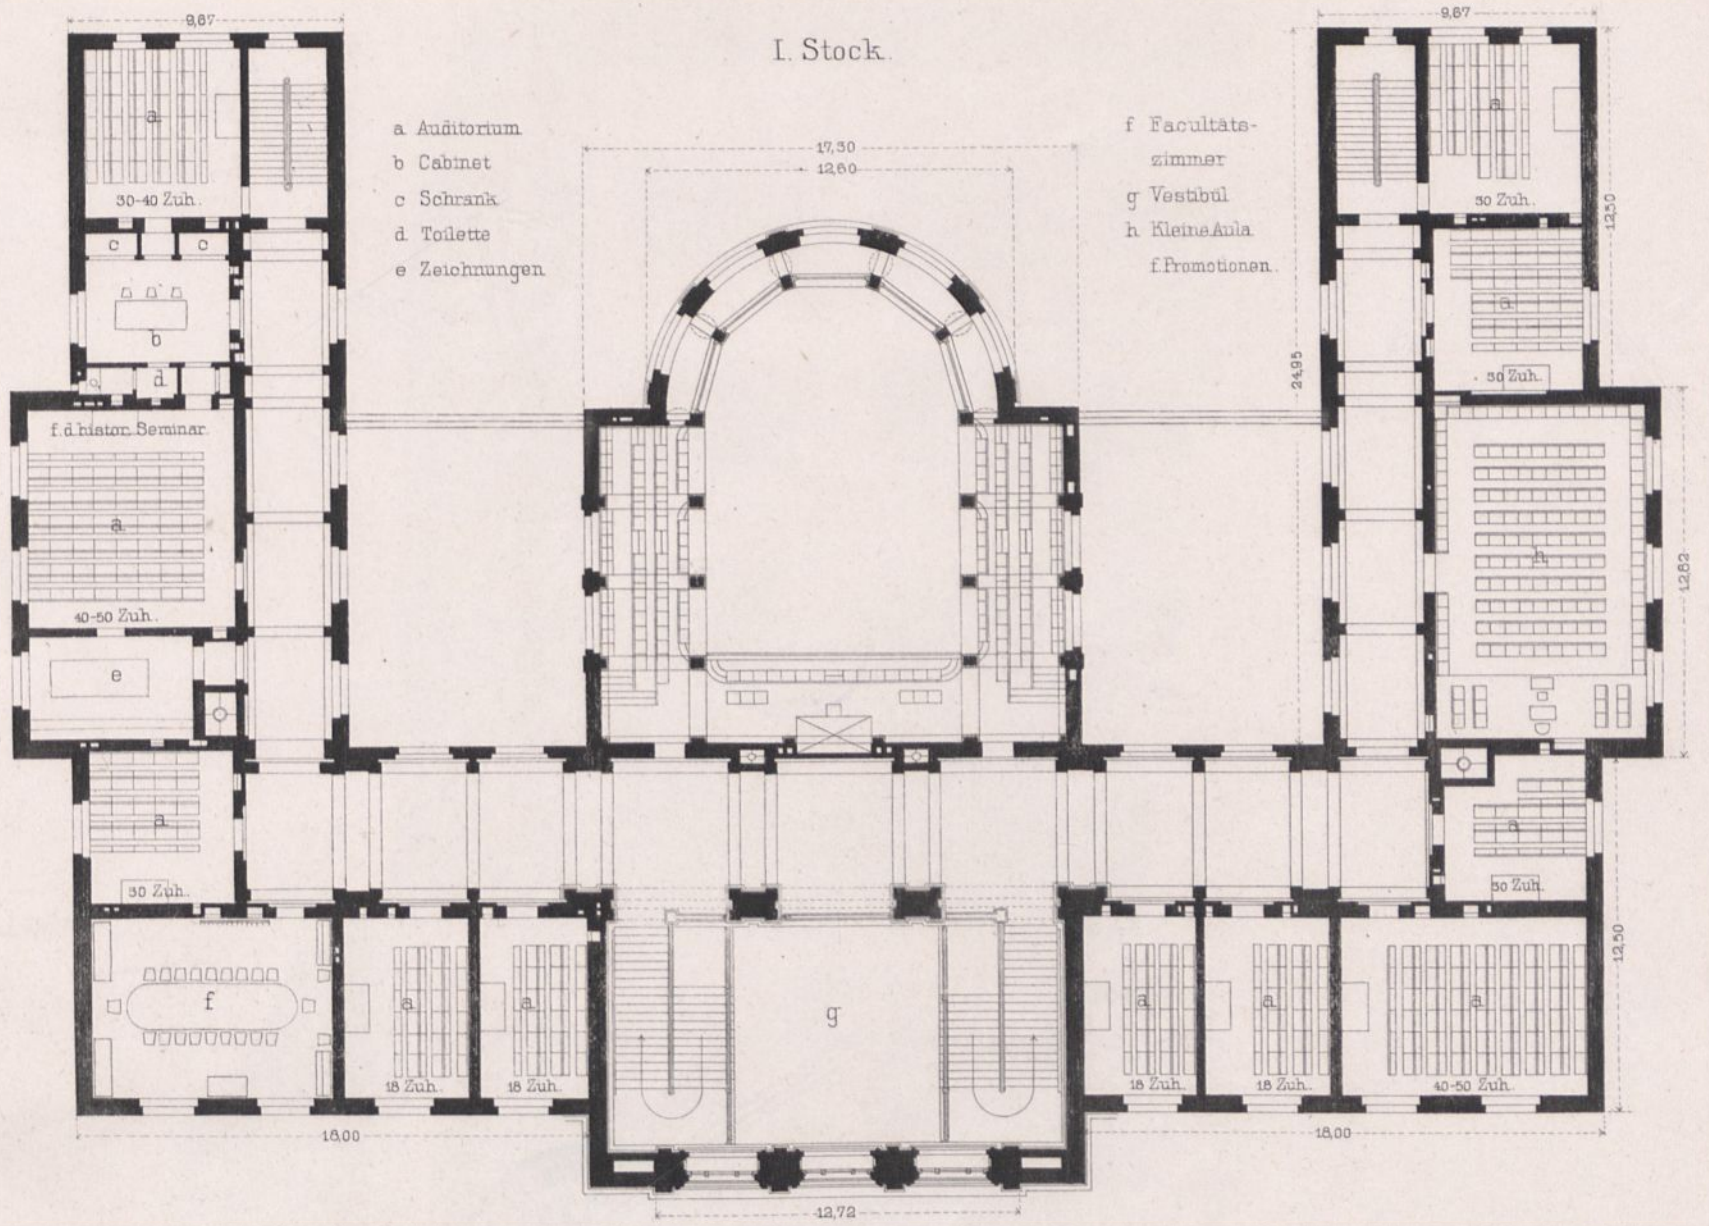 9,67
9,67
I. Stock.
a Auditorium
b Cabinet
c Schrank
d Toilette
e Zeichnungen
f Facultäts-
zimmer
g Vestibül
h Kleine Aula
f. Promotionen.
17,30
12,60
a
30-40 Zuh.
a
30 Zuh.
12,50
c
c
b
d
a
30 Zuh.
24,95
f. d. histor. Seminar.
a
40-50 Zuh.
h
12,62
e
a
30 Zuh.
a
30 Zuh.
12,50
f
a
18 Zuh.
a
18 Zuh.
g
a
18 Zuh.
a
18 Zuh.
a
40-50 Zuh.
18,00
18,00
12,72